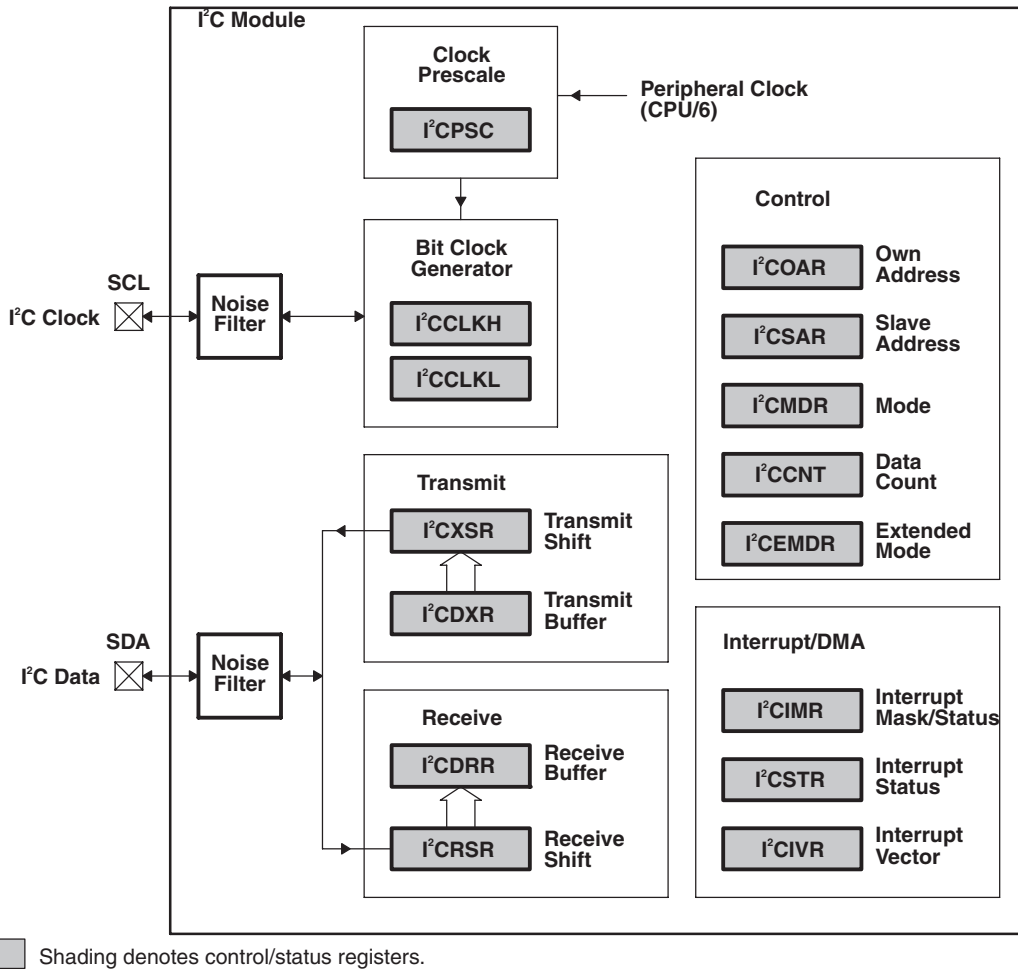 I²C Module
Clock
Prescale
I²CPSC
Peripheral Clock
(CPU/6)
Bit Clock
Generator
I²CCLKH
I²CCLKL
SCL
I²C Clock
Noise
Filter
Control
I²COAR
Own
Address
I²CSAR
Slave
Address
I²CMDR
Mode
I²CCNT
Data
Count
I²CEMDR
Extended
Mode
Transmit
I²CXSR
Transmit
Shift
I²CDXR
Transmit
Buffer
SDA
I²C Data
Noise
Filter
Receive
I²CDRR
Receive
Buffer
I²CRSR
Receive
Shift
Interrupt/DMA
I²CIMR
Interrupt
Mask/Status
I²CSTR
Interrupt
Status
I²CIVR
Interrupt
Vector
Shading denotes control/status registers.